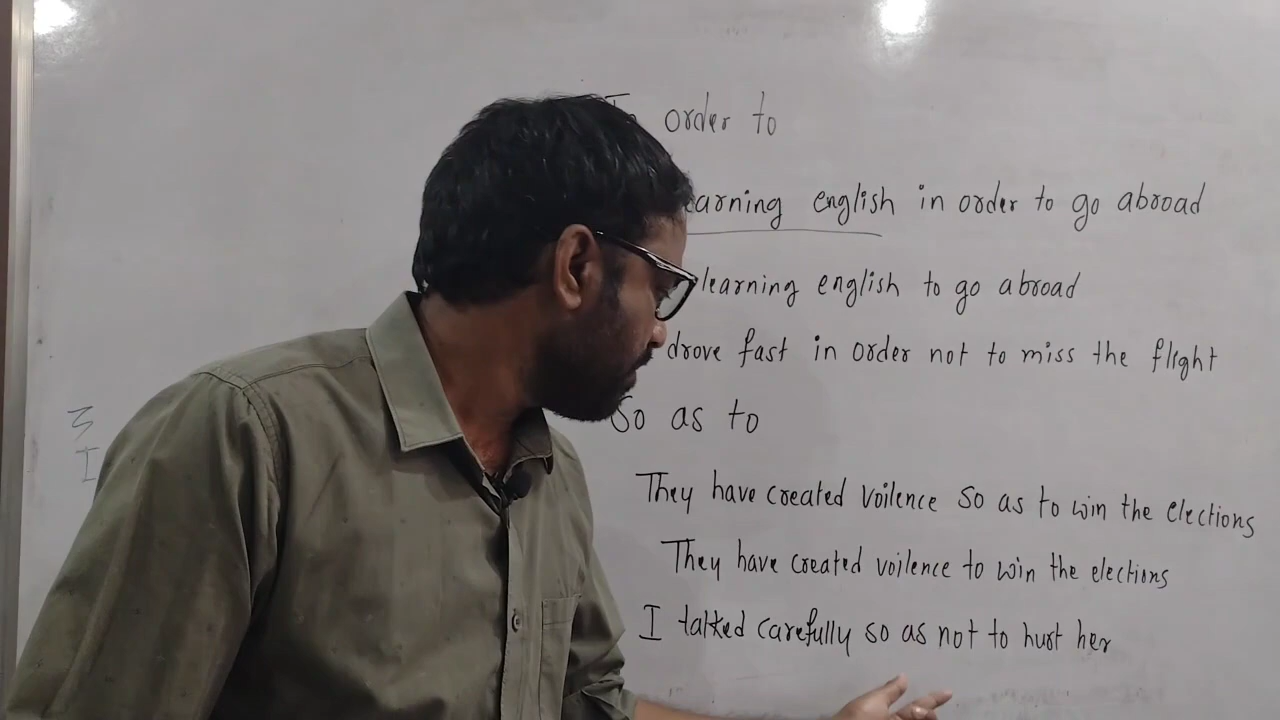 order to
earning english in order to go abroad
learning english to go abroad
drove fast in order not to miss the flight
So as to
They have created voilence so as to win the elections
They have created voilence to win the elections
I talked carefully so as not to hurt her